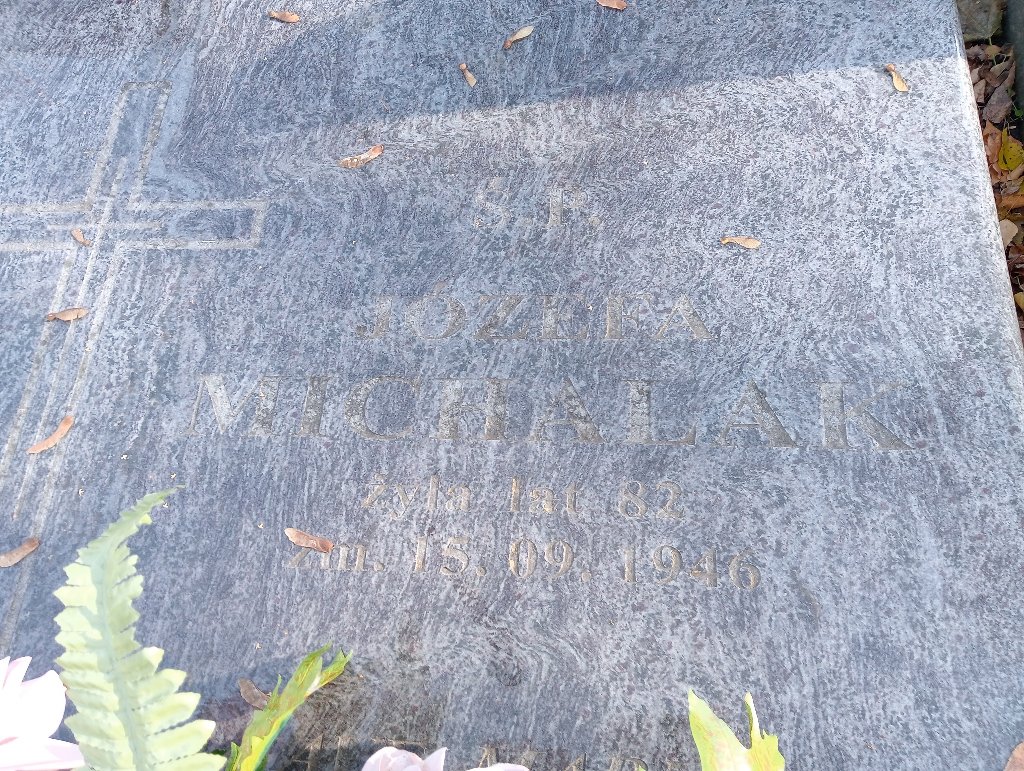 Ś.P.
JÓZEFA
MICHALAK
żyła lat 82
zm. 15. 09. 1946